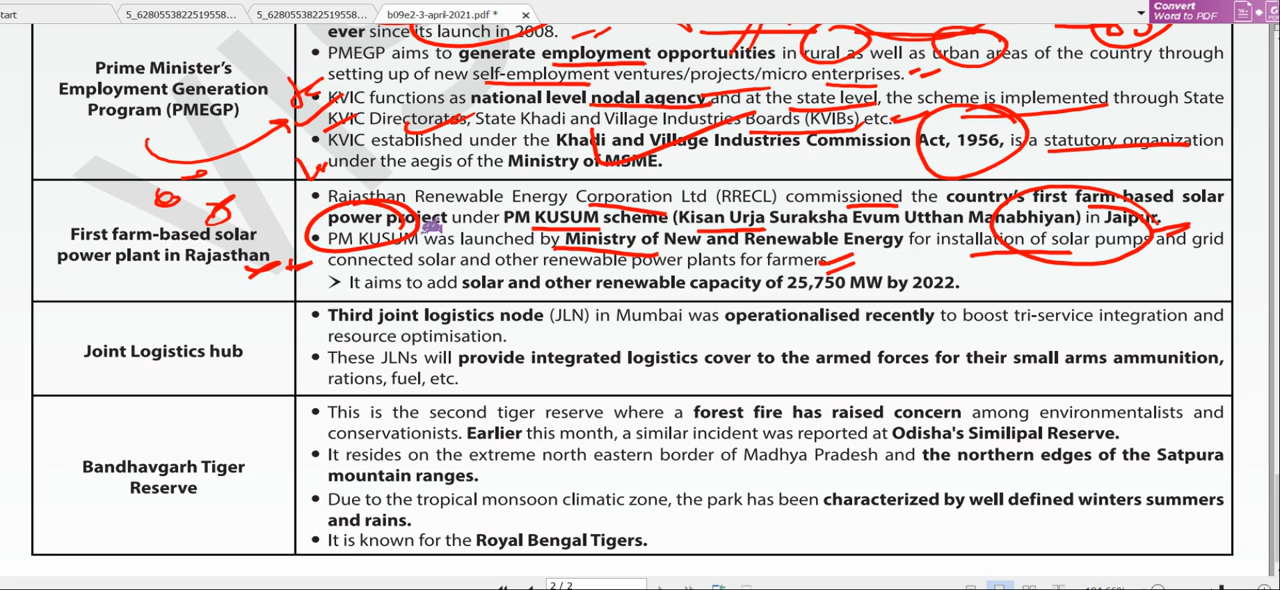 tart
5_6280553822519558...
5_6280553822519558...
b09e2-3-april-2021.pdf *
Convert
Word to PDF
ever since its launch in 2008.
Prime Minister's
Employment Generation
Program (PMEGP)
• PMEGP aims to generate employment opportunities in rural as well as urban areas of the country through
setting up of new self-employment ventures/projects/micro enterprises.
• KVIC functions as national level nodal agency and at the state level, the scheme is implemented through State
KVIC Directorates, State Khadi and Village Industries Boards (KVIBs) etc.
• KVIC established under the Khadi and Village Industries Commission Act, 1956, is a statutory organization
under the aegis of the Ministry of MSME.
First farm-based solar
power plant in Rajasthan
• Rajasthan Renewable Energy Corporation Ltd (RRECL) commissioned the country's first farm-based solar
power project under PM KUSUM scheme (Kisan Urja Suraksha Evum Utthan Mahabhiyan) in Jaipur.
• PM KUSUM was launched by Ministry of New and Renewable Energy for installation of solar pumps and grid
connected solar and other renewable power plants for farmers.
➤ It aims to add solar and other renewable capacity of 25,750 MW by 2022.
Joint Logistics hub
• Third joint logistics node (JLN) in Mumbai was operationalised recently to boost tri-service integration and
resource optimisation.
• These JLNs will provide integrated logistics cover to the armed forces for their small arms ammunition,
rations, fuel, etc.
Bandhavgarh Tiger
Reserve
• This is the second tiger reserve where a forest fire has raised concern among environmentalists and
conservationists. Earlier this month, a similar incident was reported at Odisha's Similipal Reserve.
• It resides on the extreme north eastern border of Madhya Pradesh and the northern edges of the Satpura
mountain ranges.
• Due to the tropical monsoon climatic zone, the park has been characterized by well defined winters summers
and rains.
• It is known for the Royal Bengal Tigers.
2 / 2